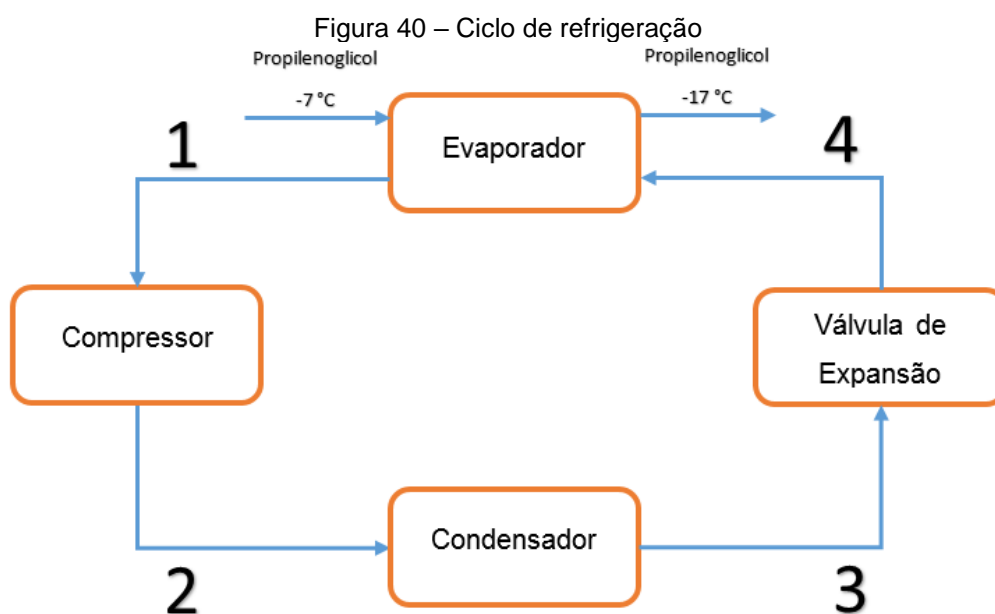 Figura 40 – Ciclo de refrigeração
Propilenoglicol
Propilenoglicol
-7 °C
-17 °C
1
Evaporador
4
Compressor
Válvula de
Expansão
Condensador
2
3